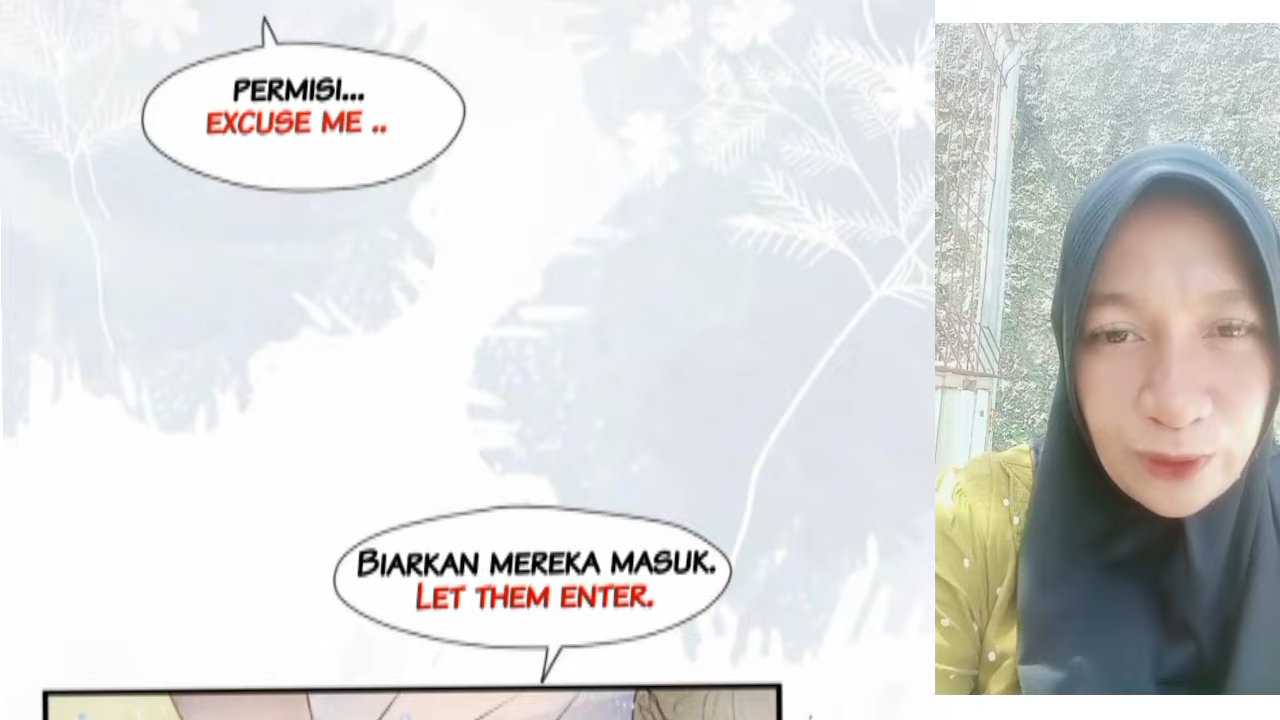 PERMISI...
EXCUSE ME ..
BIARKAN MEREKA MASUK.
LET THEM ENTER.